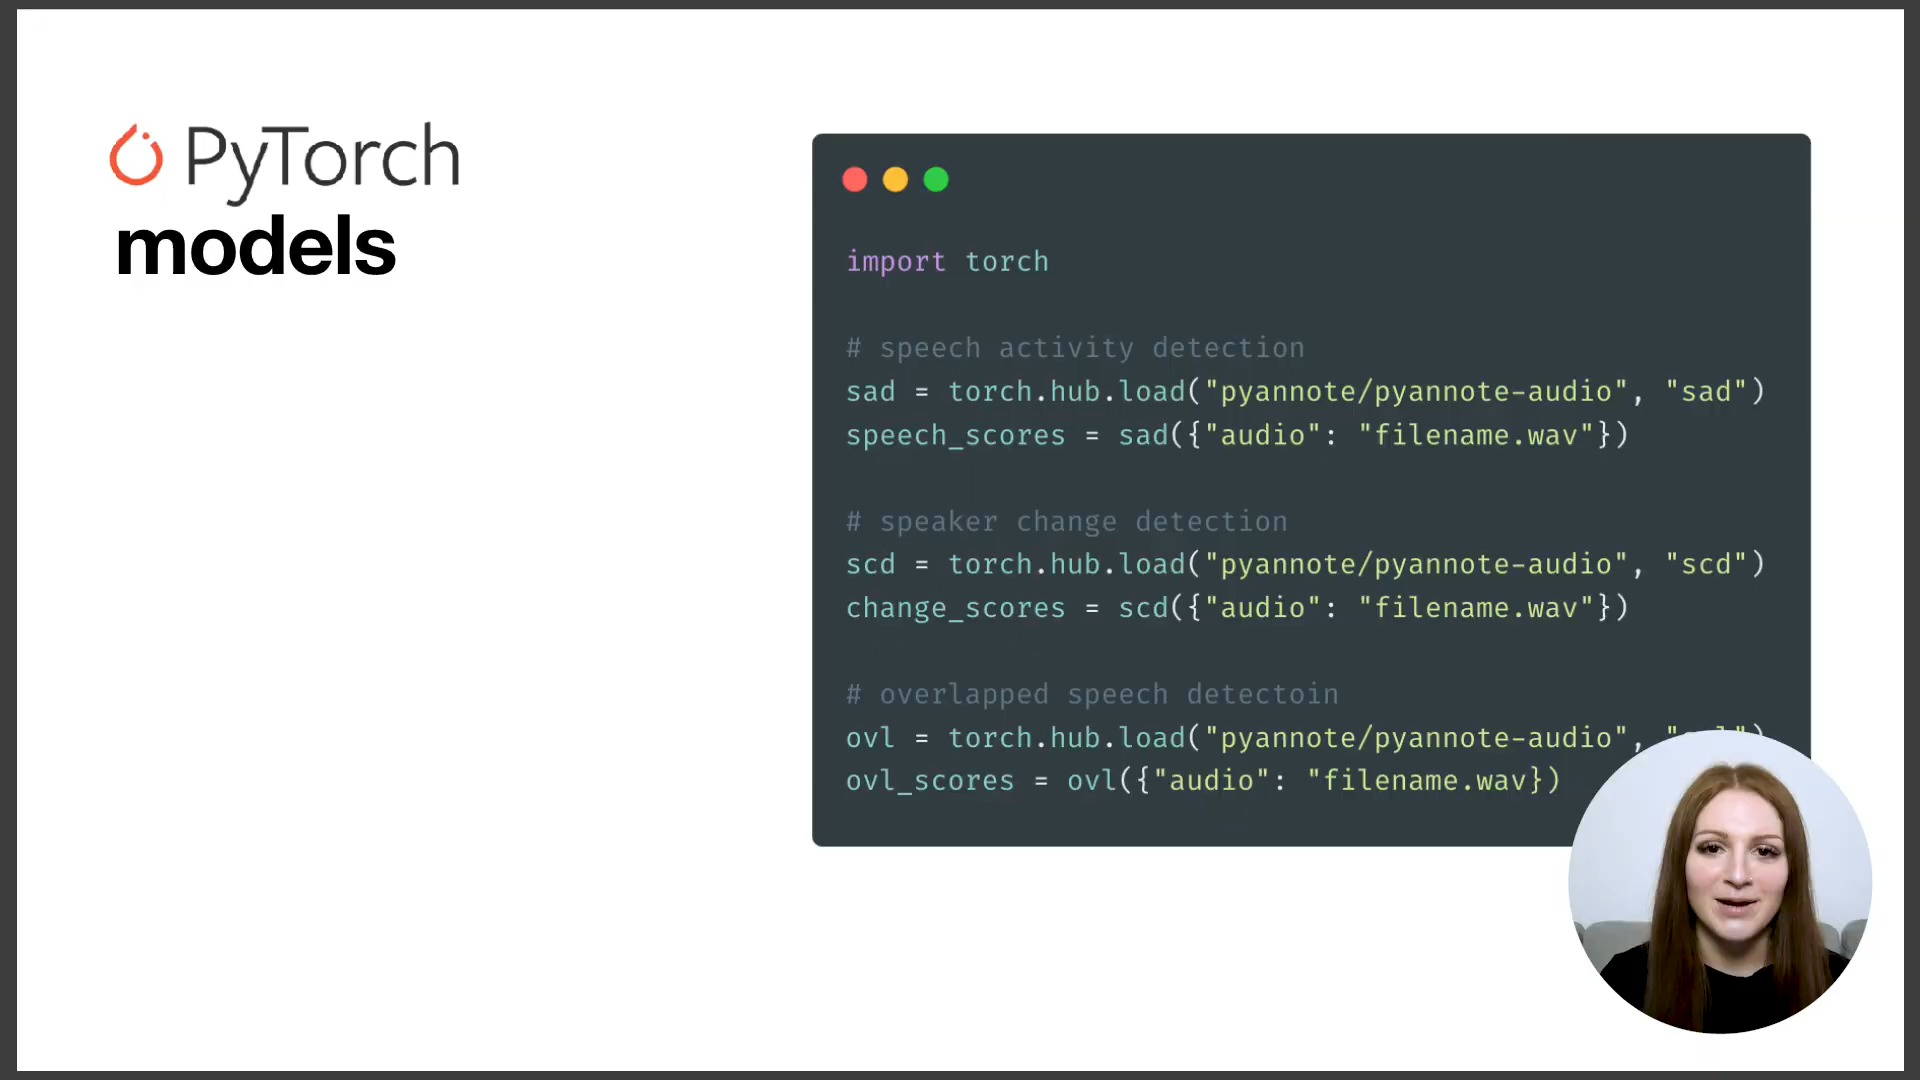 PyTorch
models
import torch
# speech activity detection
sad = torch.hub.load("pyannote/pyannote-audio", "sad")
speech_scores = sad({"audio": "filename.wav"})
# speaker change detection
scd = torch.hub.load("pyannote/pyannote-audio", "scd")
change_scores = scd({"audio": "filename.wav"})
# overlapped speech detectoin
ovl = torch.hub.load("pyannote/pyannote-audio",
ovl_scores = ovl({"audio": "filename.wav})